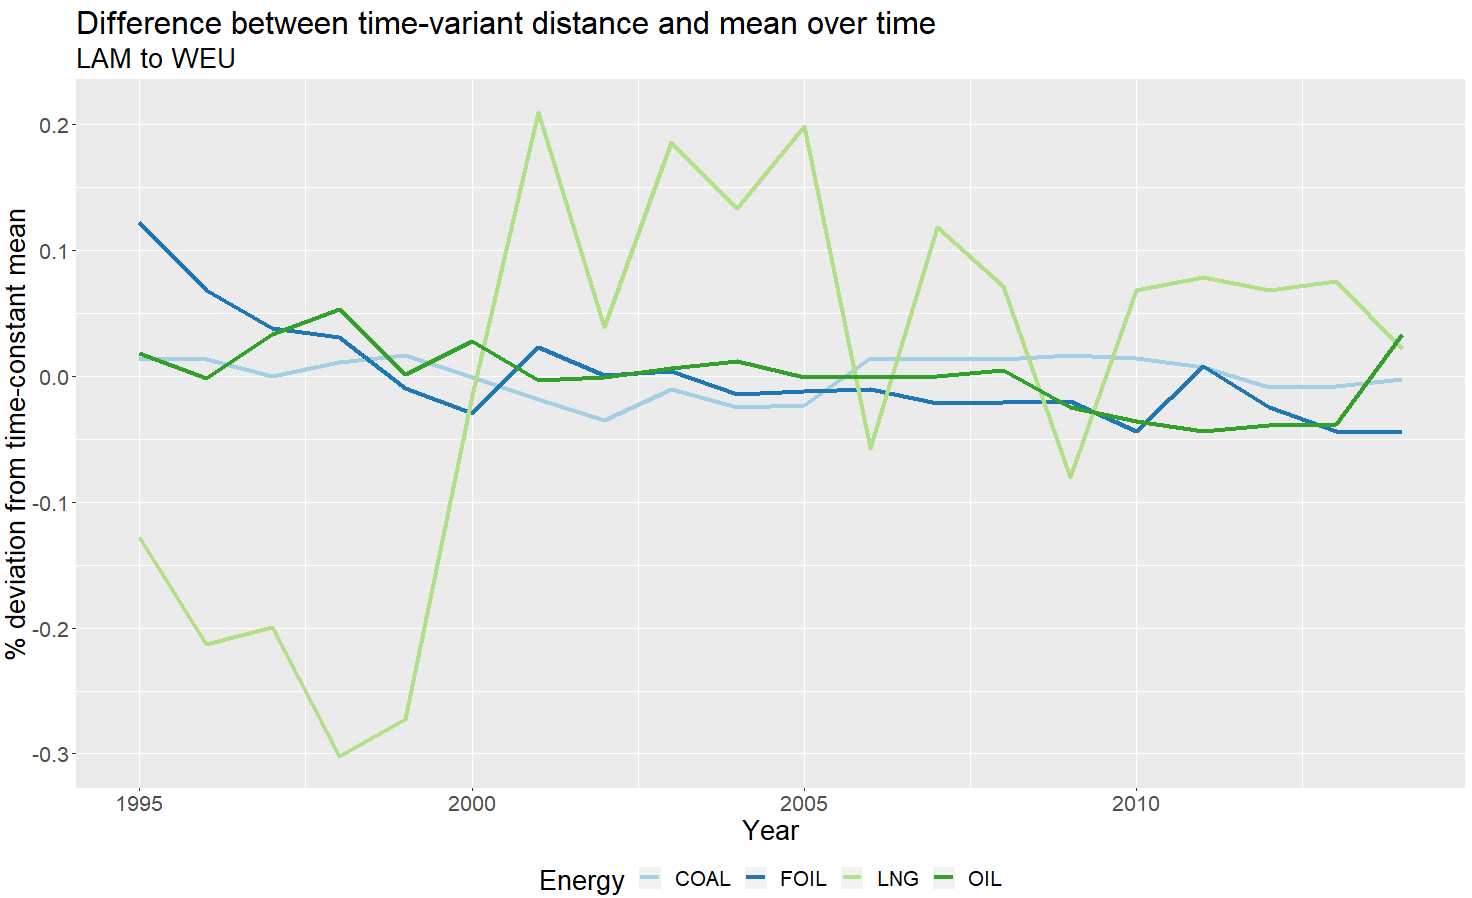 Difference between time-variant distance and mean over time
LAM to WEU
% deviation from time-constant mean
0.2
0.1
0.0
-0.1
-0.2
-0.3
1995 2000 2005 2010
Year
Energy COAL FOIL LNG OIL